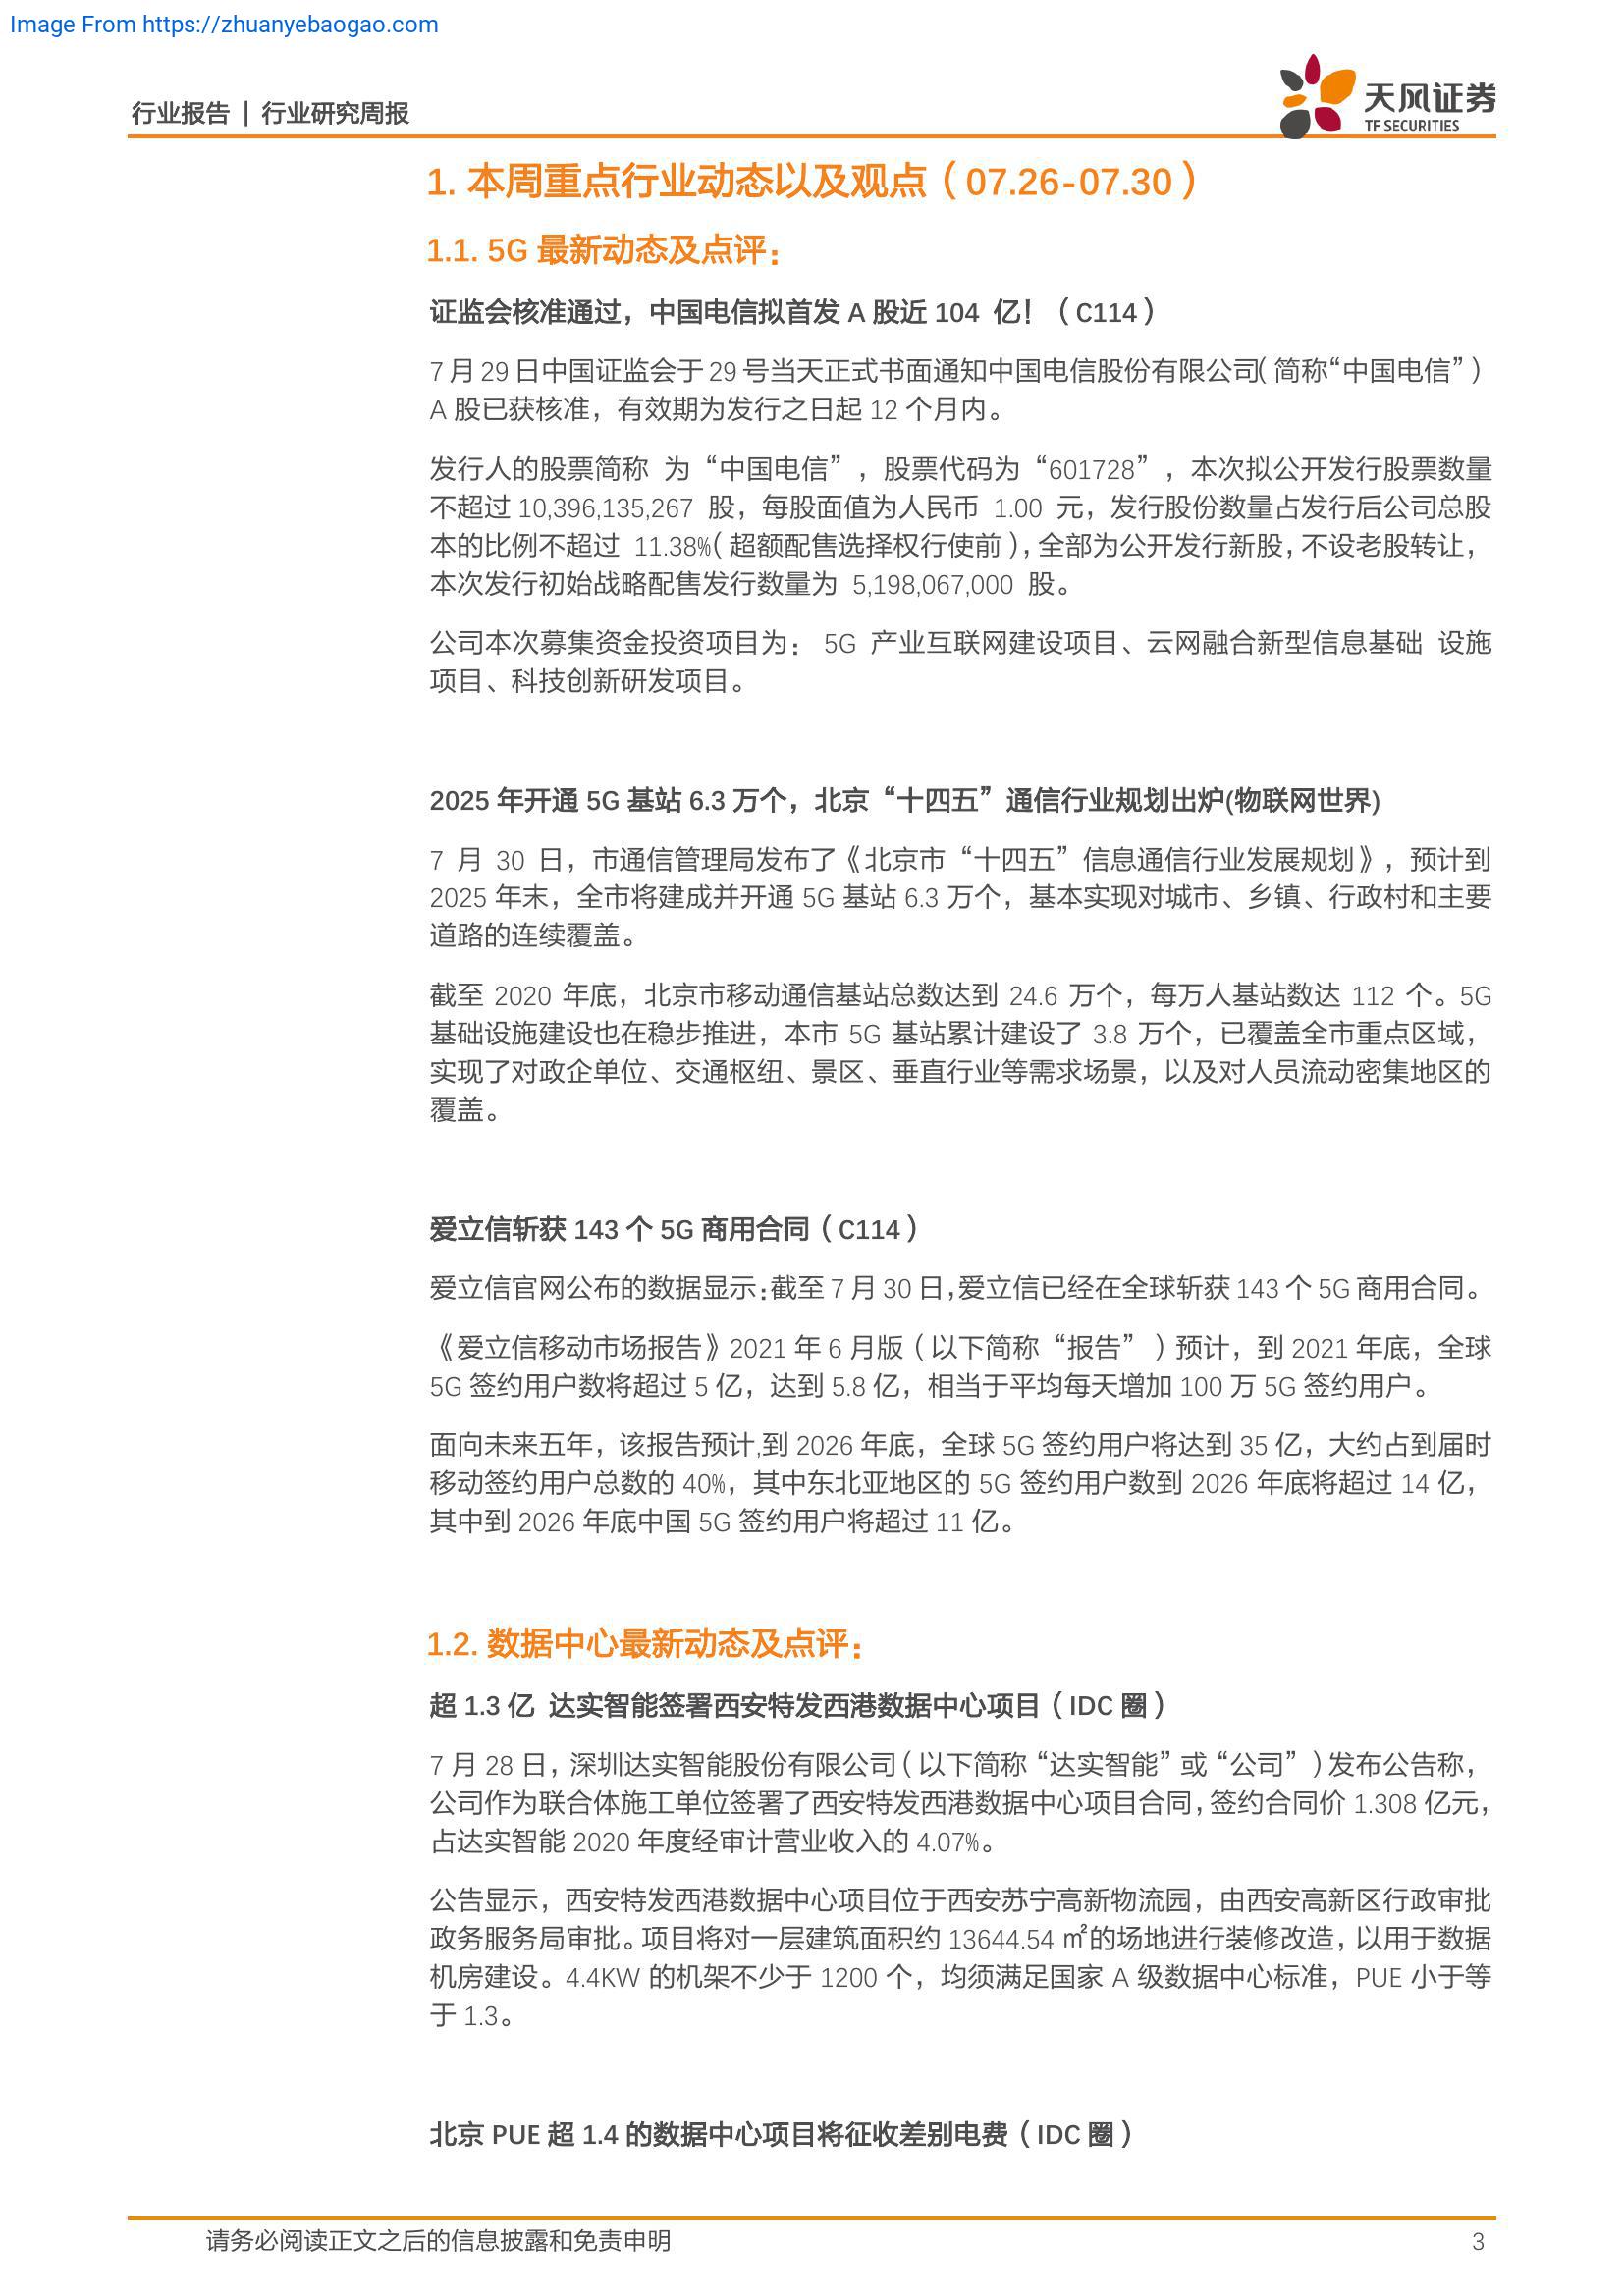 Image From https://zhuanyebaogao.com
行业报告 | 行业研究周报
天风证券
TF SECURITIES
1. 本周重点行业动态以及观点（07.26-07.30）
1.1. 5G 最新动态及点评：
证监会核准通过，中国电信拟首发 A 股近 104 亿！（C114）
7 月 29 日中国证监会于 29 号当天正式书面通知中国电信股份有限公司（简称“中国电信”）
A 股已获核准，有效期为发行之日起 12 个月内。
发行人的股票简称 为“中国电信”，股票代码为“601728”，本次拟公开发行股票数量
不超过 10,396,135,267 股，每股面值为人民币 1.00 元，发行股份数量占发行后公司总股
本的比例不超过 11.38%（超额配售选择权行使前），全部为公开发行新股，不设老股转让，
本次发行初始战略配售发行数量为 5,198,067,000 股。
公司本次募集资金投资项目为： 5G 产业互联网建设项目、云网融合新型信息基础 设施
项目、科技创新研发项目。
2025 年开通 5G 基站 6.3 万个，北京“十四五”通信行业规划出炉(物联网世界)
7 月 30 日，市通信管理局发布了《北京市“十四五”信息通信行业发展规划》，预计到
2025 年末，全市将建成并开通 5G 基站 6.3 万个，基本实现对城市、乡镇、行政村和主要
道路的连续覆盖。
截至 2020 年底，北京市移动通信基站总数达到 24.6 万个，每万人基站数达 112 个。5G
基础设施建设也在稳步推进，本市 5G 基站累计建设了 3.8 万个，已覆盖全市重点区域，
实现了对政企单位、交通枢纽、景区、垂直行业等需求场景，以及对人员流动密集地区的
覆盖。
爱立信斩获 143 个 5G 商用合同（C114）
爱立信官网公布的数据显示：截至 7 月 30 日，爱立信已经在全球斩获 143 个 5G 商用合同。
《爱立信移动市场报告》2021 年 6 月版（以下简称“报告”）预计，到 2021 年底，全球
5G 签约用户数将超过 5 亿，达到 5.8 亿，相当于平均每天增加 100 万 5G 签约用户。
面向未来五年，该报告预计,到 2026 年底，全球 5G 签约用户将达到 35 亿，大约占到届时
移动签约用户总数的 40%，其中东北亚地区的 5G 签约用户数到 2026 年底将超过 14 亿，
其中到 2026 年底中国 5G 签约用户将超过 11 亿。
1.2. 数据中心最新动态及点评：
超 1.3 亿 达实智能签署西安特发西港数据中心项目（IDC 圈）
7 月 28 日，深圳达实智能股份有限公司（以下简称“达实智能”或“公司”）发布公告称，
公司作为联合体施工单位签署了西安特发西港数据中心项目合同，签约合同价 1.308 亿元，
占达实智能 2020 年度经审计营业收入的 4.07%。
公告显示，西安特发西港数据中心项目位于西安苏宁高新物流园，由西安高新区行政审批
政务服务局审批。项目将对一层建筑面积约 13644.54 ㎡的场地进行装修改造，以用于数据
机房建设。4.4KW 的机架不少于 1200 个，均须满足国家 A 级数据中心标准，PUE 小于等
于 1.3。
北京 PUE 超 1.4 的数据中心项目将征收差别电费（IDC 圈）
请务必阅读正文之后的信息披露和免责申明
3